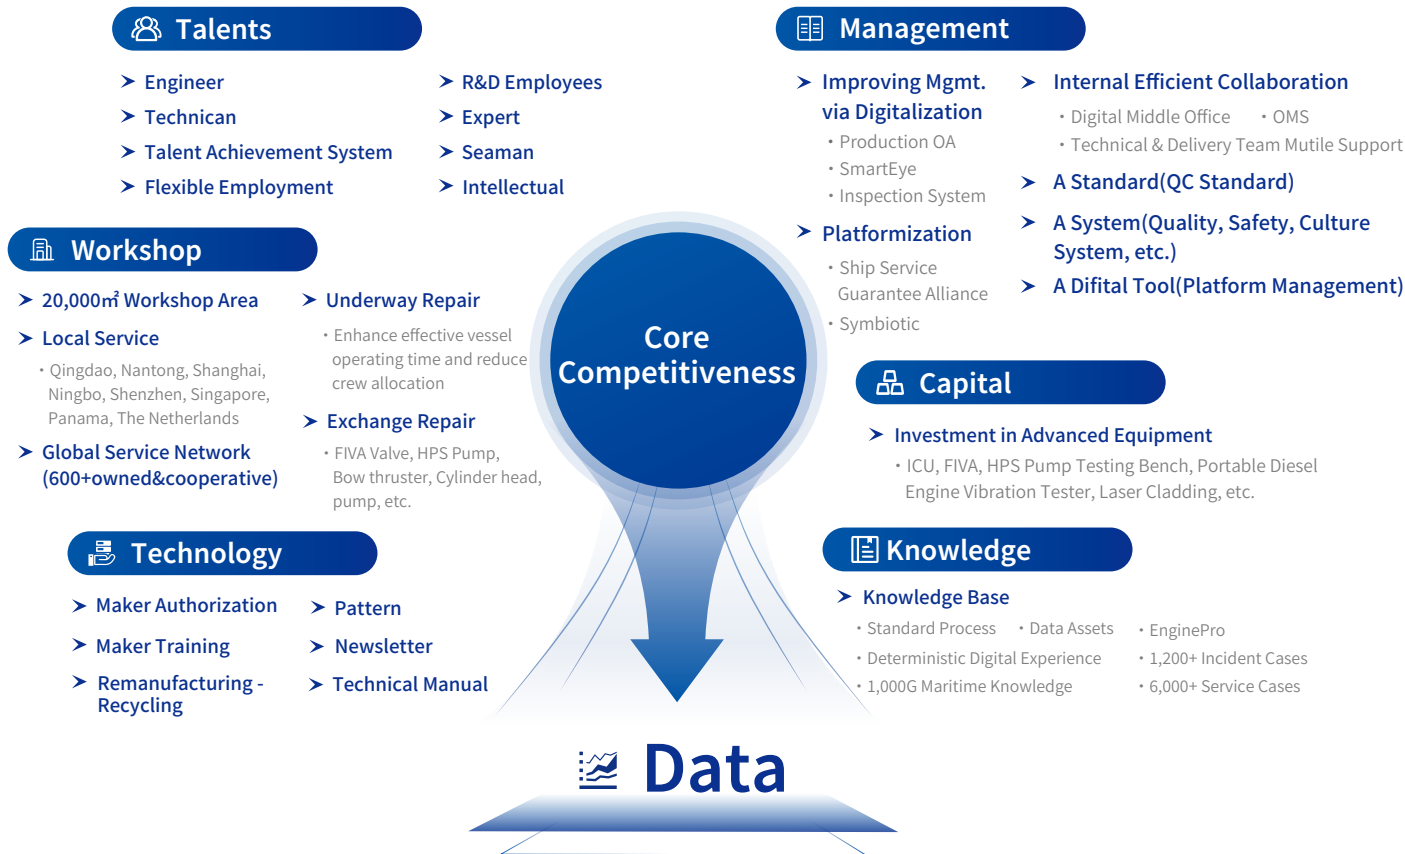 Talents
Engineer
Technican
Talent Achievement System
Flexible Employment
R&D Employees
Expert
Seaman
Intellectual
Workshop
20,000㎡ Workshop Area
Local Service
・Qingdao, Nantong, Shanghai,
Ningbo, Shenzhen, Singapore,
Panama, The Netherlands
Global Service Network
(600+owned&cooperative)
Underway Repair
・Enhance effective vessel
operating time and reduce
crew allocation
Exchange Repair
・FIVA Valve, HPS Pump,
Bow thruster, Cylinder head,
pump, etc.
Technology
Maker Authorization
Maker Training
Remanufacturing -
Recycling
Pattern
Newsletter
Technical Manual
Core
Competitiveness
Management
Improving Mgmt.
via Digitalization
・Production OA
・SmartEye
・Inspection System
Platformization
・Ship Service
Guarantee Alliance
・Symbiotic
Internal Efficient Collaboration
・Digital Middle Office ・OMS
・Technical & Delivery Team Mutile Support
A Standard(QC Standard)
A System(Quality, Safety, Culture
System, etc.)
A Difital Tool(Platform Management)
Capital
Investment in Advanced Equipment
・ICU, FIVA, HPS Pump Testing Bench, Portable Diesel
Engine Vibration Tester, Laser Cladding, etc.
Knowledge
Knowledge Base
・Standard Process ・Data Assets ・EnginePro
・Deterministic Digital Experience ・1,200+ Incident Cases
・1,000G Maritime Knowledge ・6,000+ Service Cases
Data